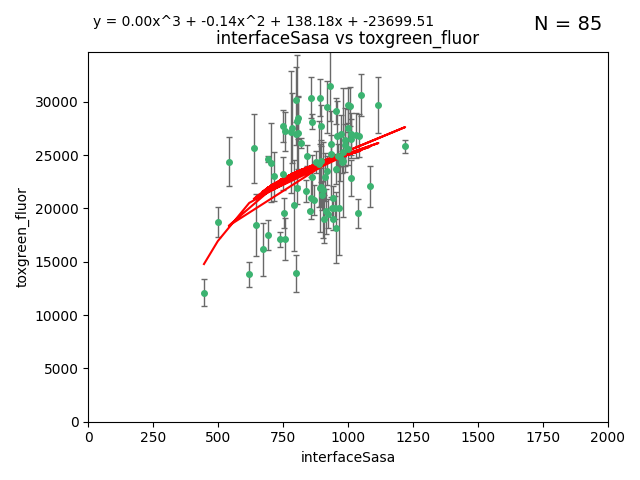 y = 0.00x^3 + -0.14x^2 + 138.18x + -23699.51
N = 85
interfaceSasa vs toxgreen_fluor
30000
25000
20000
15000
10000
5000
0
toxgreen_fluor
0 250 500 750 1000 1250 1500 1750 2000
interfaceSasa